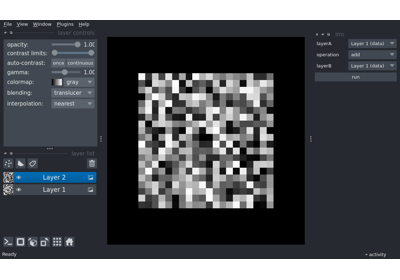 File View Window Plugins Help
layer controls
opacity: 1.00
contrast limits:
auto-contrast: once continuous
gamma: 1.00
colormap: gray
blending: translucer
interpolation: nearest
layer list
Layer 2
Layer 1
Ready
layerA Layer 1 (data)
operation add
layerB Layer 1 (data)
run
activity